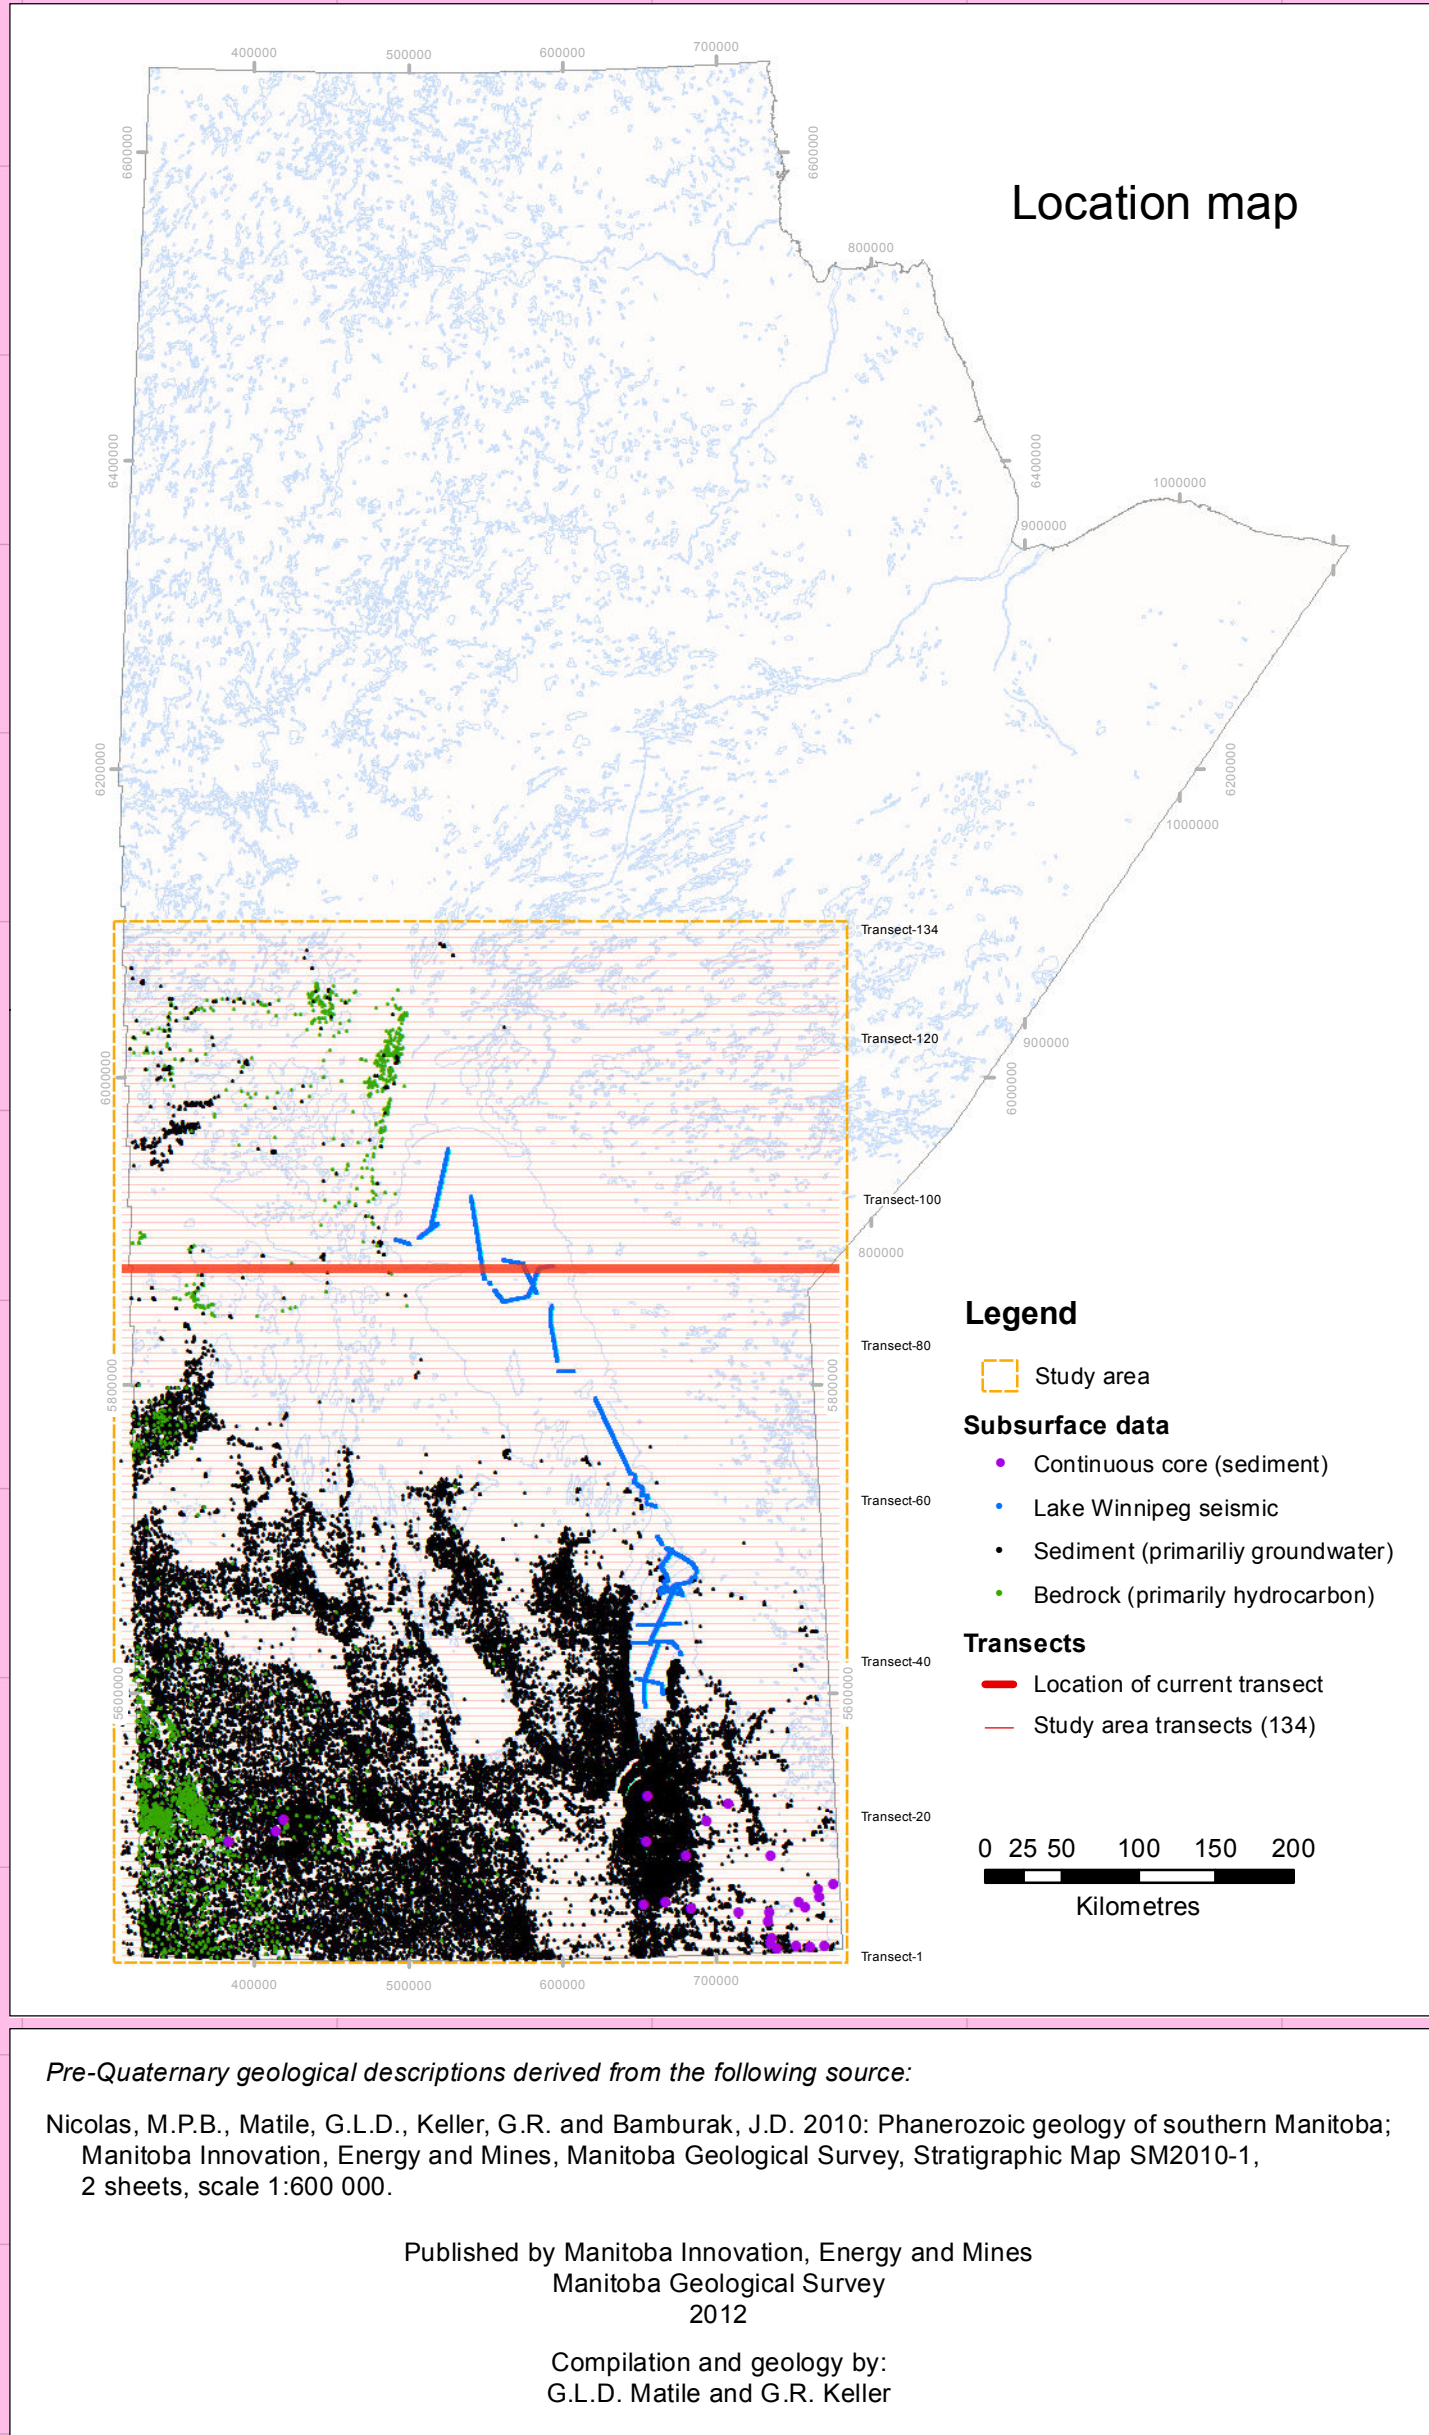 400000
500000
600000
700000
6600000
6600000
Location map
800000
6400000
6400000
1000000
900000
6200000
6200000
1000000
Transect-134
Transect-120
900000
6000000
6000000
Transect-100
800000
Legend
Transect-80
5800000
5800000
Study area
Subsurface data
Continuous core (sediment)
Transect-60
Lake Winnipeg seismic
Sediment (primariliy groundwater)
Bedrock (primarily hydrocarbon)
Transects
Transect-40
5600000
5600000
Location of current transect
Study area transects (134)
Transect-20
0 25 50 100 150 200
Kilometres
Transect-1
400000
500000
600000
700000
Pre-Quaternary geological descriptions derived from the following source:
Nicolas, M.P.B., Matile, G.L.D., Keller, G.R. and Bamburak, J.D. 2010: Phanerozoic geology of southern Manitoba;
Manitoba Innovation, Energy and Mines, Manitoba Geological Survey, Stratigraphic Map SM2010-1,
2 sheets, scale 1:600 000.
Published by Manitoba Innovation, Energy and Mines
Manitoba Geological Survey
2012
Compilation and geology by:
G.L.D. Matile and G.R. Keller